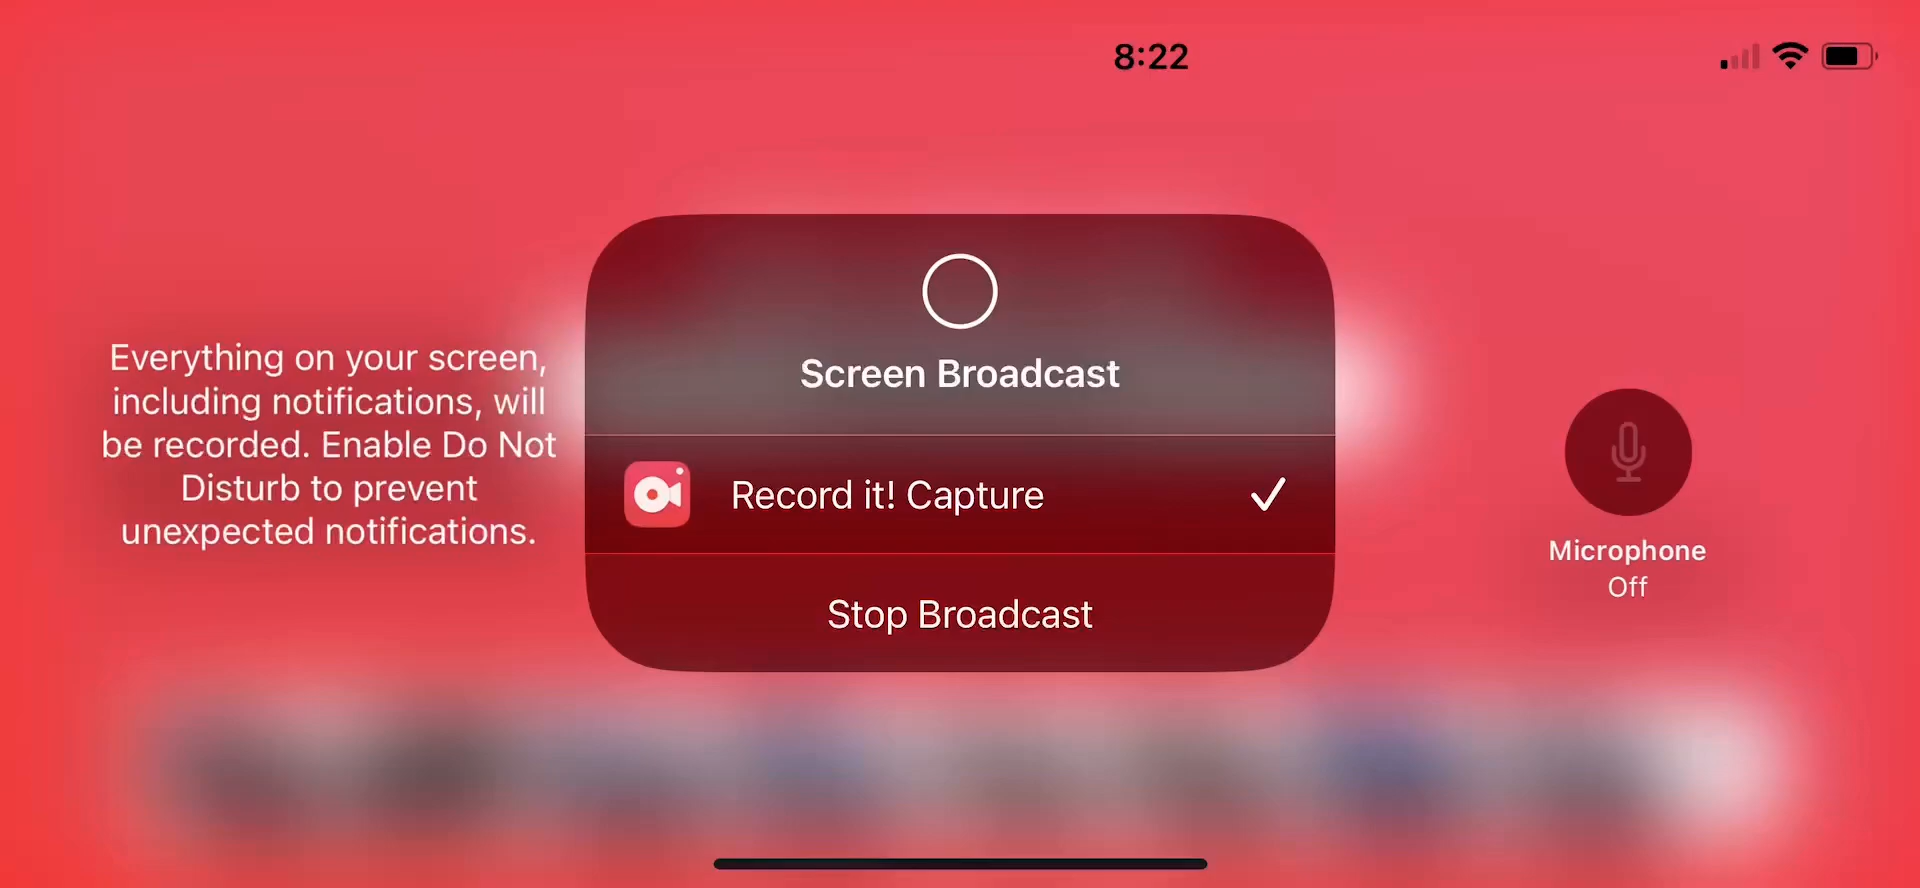 8:22
Everything on your screen,
including notifications, will
be recorded. Enable Do Not
Disturb to prevent
unexpected notifications.
Screen Broadcast
Record it! Capture
Stop Broadcast
Microphone
Off